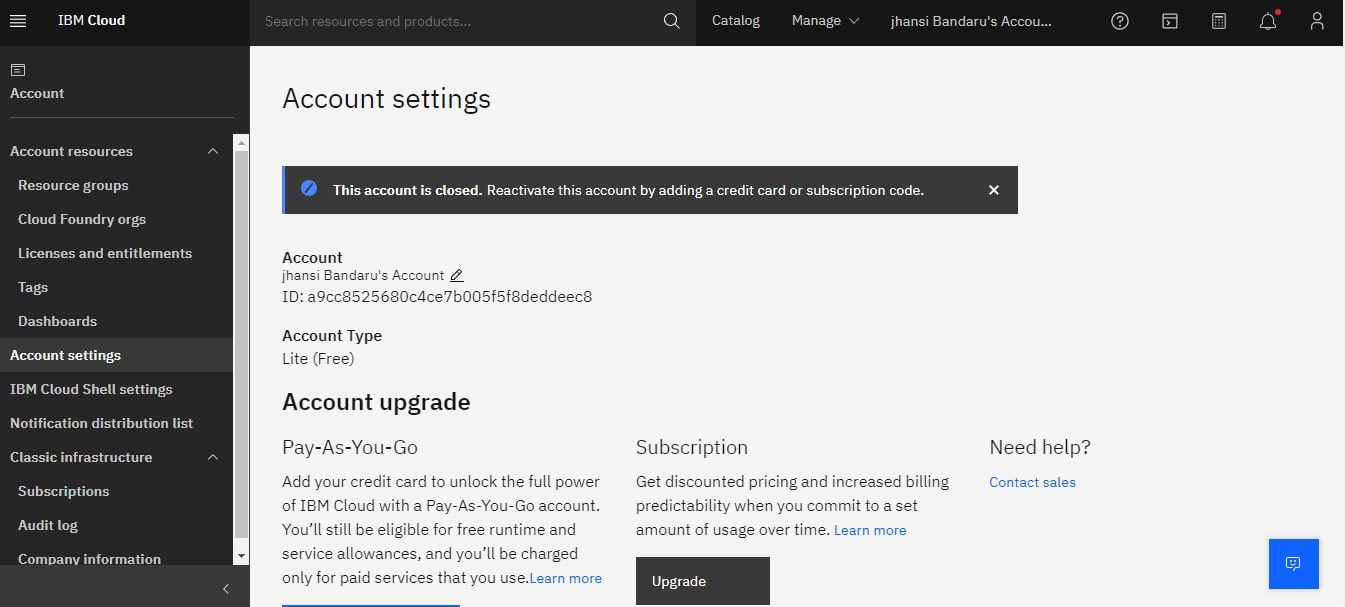 IBM Cloud
Search resources and products...
Catalog
Manage
jhansi Bandaru's Accou...
Account
Account resources
Resource groups
Cloud Foundry orgs
Licenses and entitlements
Tags
Dashboards
Account settings
IBM Cloud Shell settings
Notification distribution list
Classic infrastructure
Subscriptions
Audit log
Company information
Account settings
This account is closed. Reactivate this account by adding a credit card or subscription code.
Account
jhansi Bandaru's Account
ID: a9cc8525680c4ce7b005f5f8deddeec8
Account Type
Lite (Free)
Account upgrade
Pay-As-You-Go
Add your credit card to unlock the full power
of IBM Cloud with a Pay-As-You-Go account.
You’ll still be eligible for free runtime and
service allowances, and you’ll be charged
only for paid services that you use.Learn more
Subscription
Get discounted pricing and increased billing
predictability when you commit to a set
amount of usage over time. Learn more
Upgrade
Need help?
Contact sales